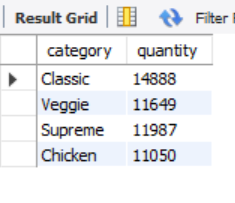 Result Grid Filter
category quantity
Classic 14888
Veggie 11649
Supreme 11987
Chicken 11050